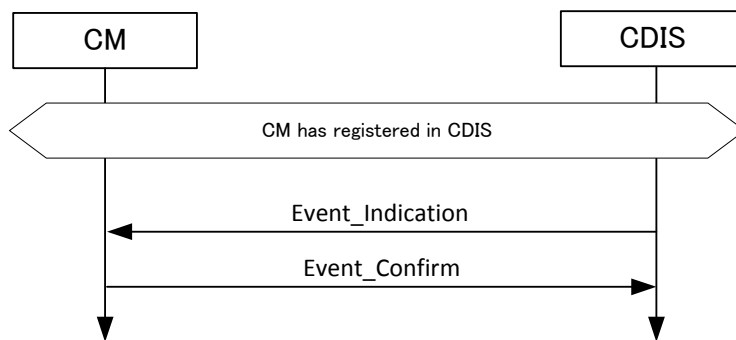 CM
CDIS
CM has registered in CDIS
Event_Indication
Event_Confirm